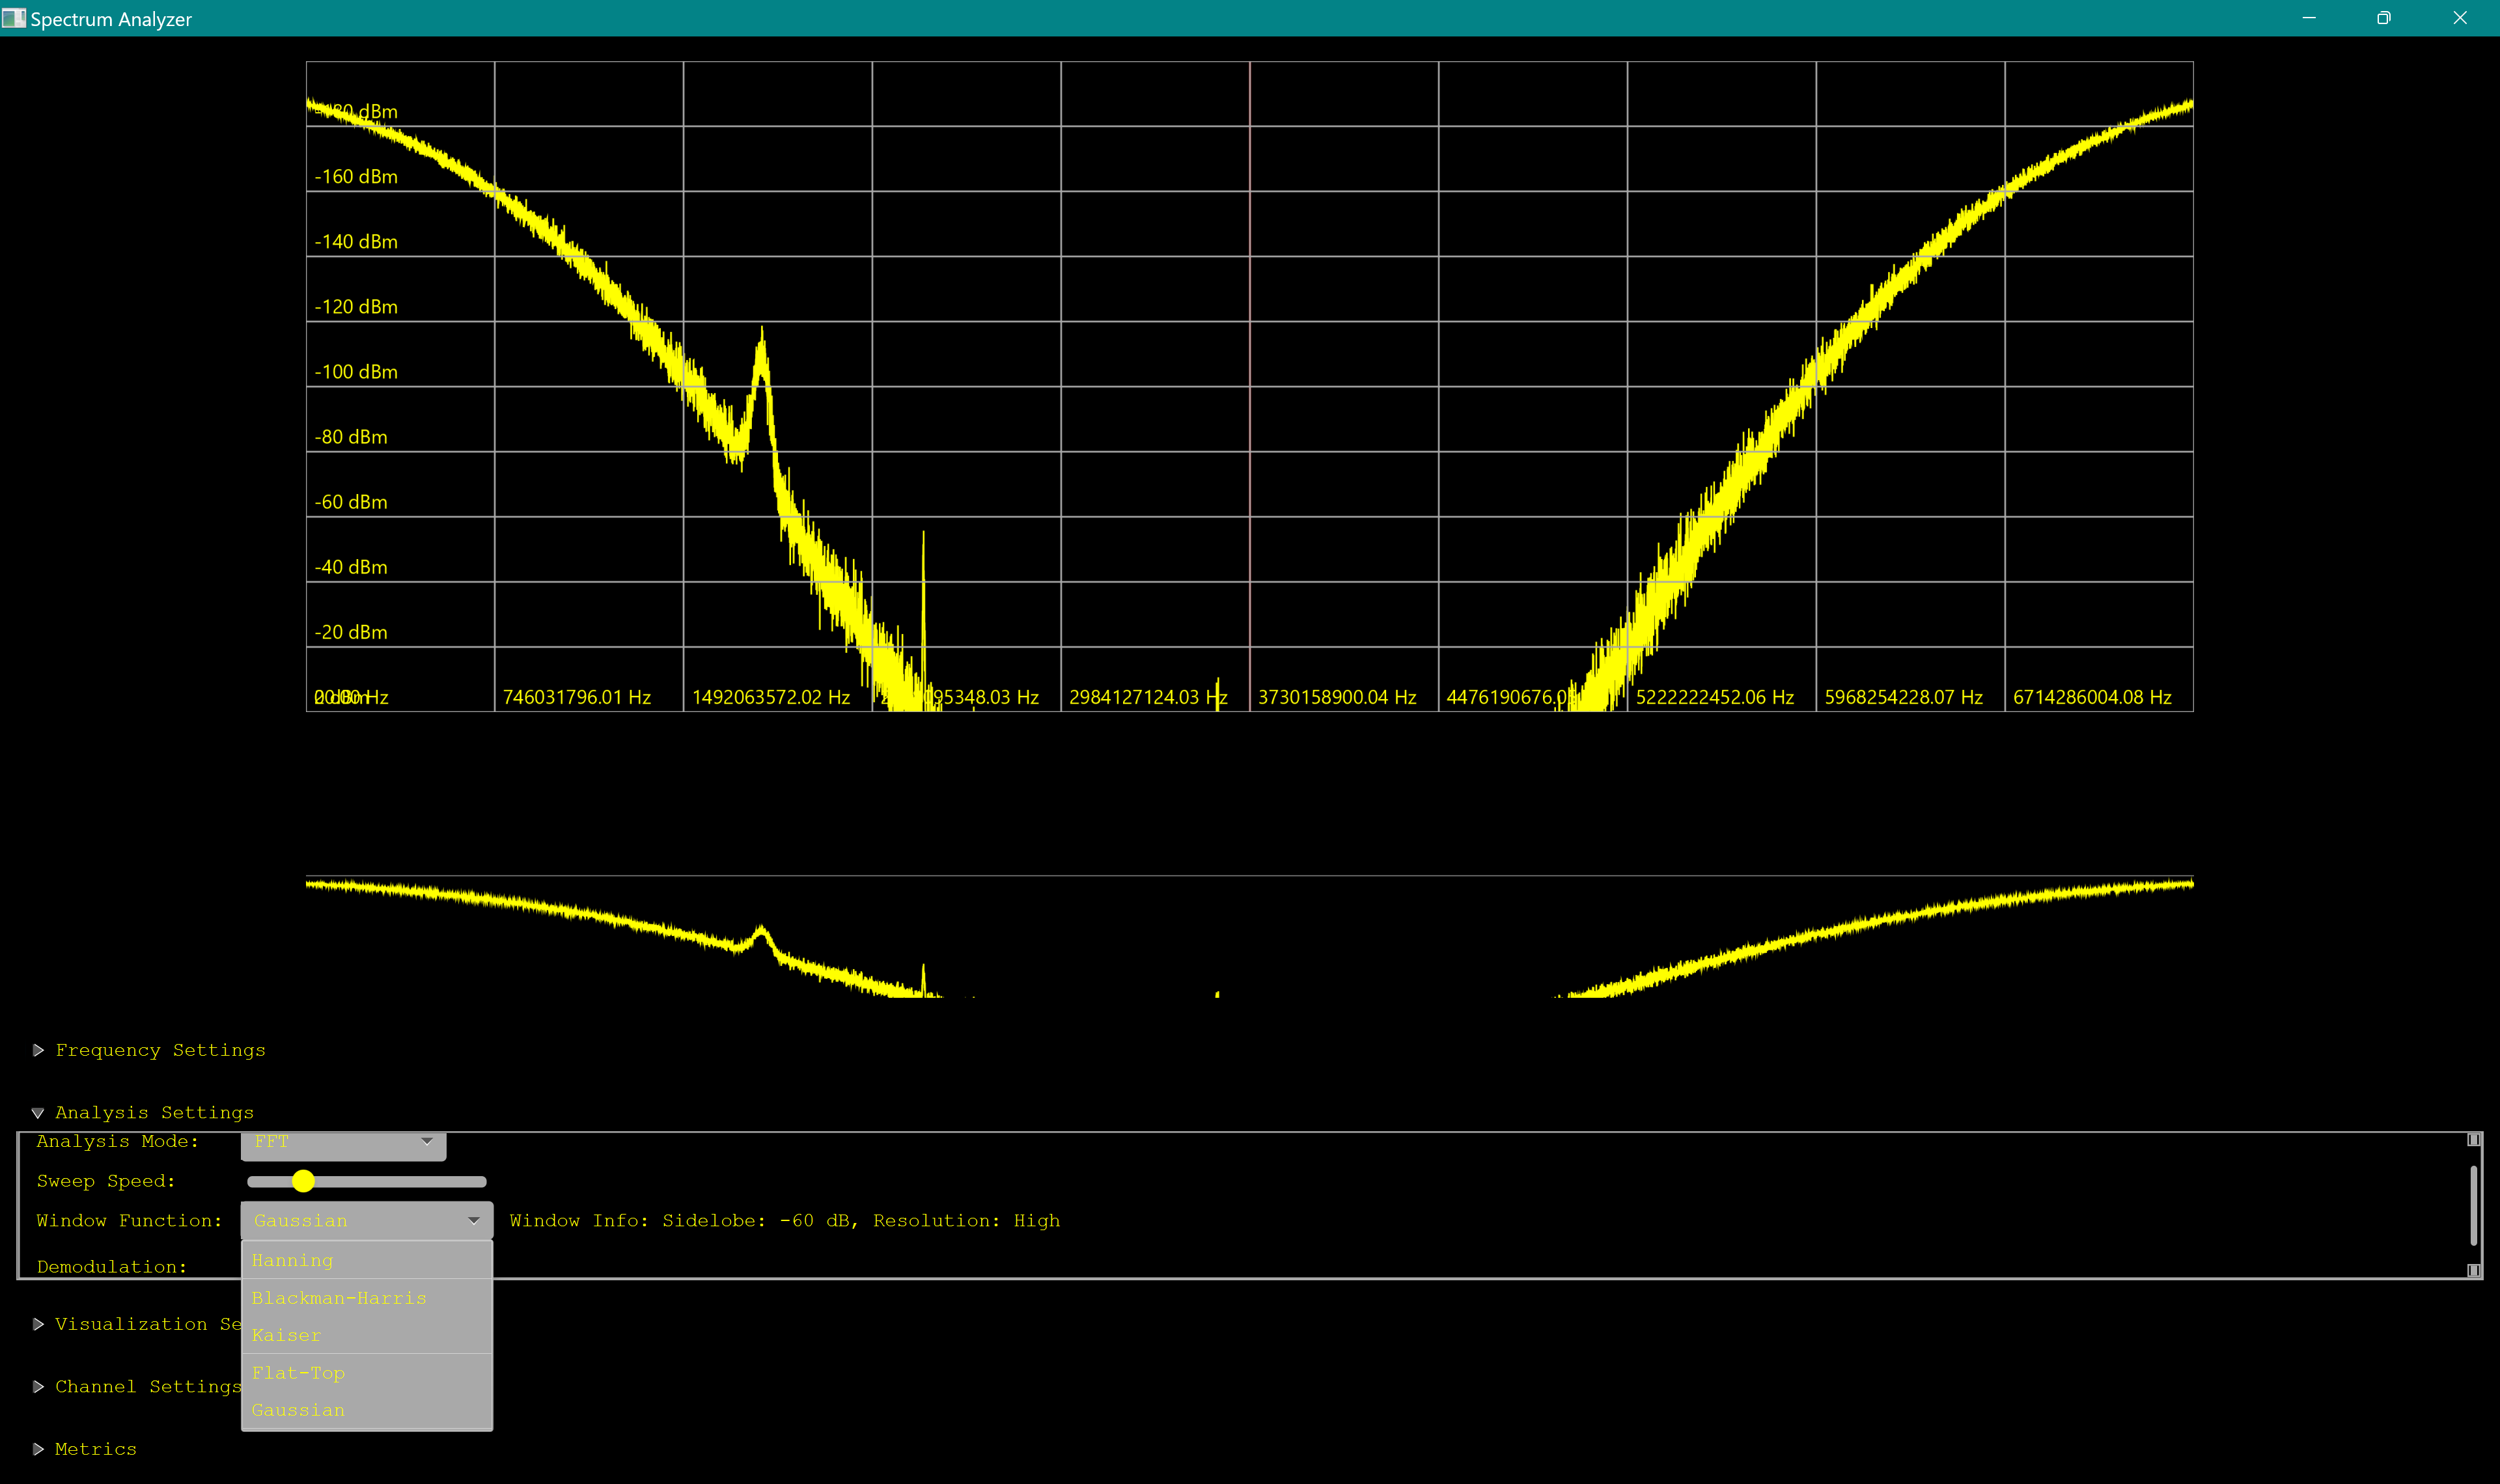 Spectrum Analyzer
-160 dBm
-140 dBm
-120 dBm
-100 dBm
-80 dBm
-60 dBm
-40 dBm
-20 dBm
746031796.01 Hz
1492063572.02 Hz
2984127124.03 Hz
3730158900.04 Hz
5222222452.06 Hz
5968254228.07 Hz
6714286004.08 Hz
Frequency Settings
Analysis Settings
Analysis Mode: FFT
Sweep Speed:
Window Function: Gaussian Window Info: Sidelobe: -60 dB, Resolution: High
Hanning
Demodulation:
Blackman-Harris
Visualization Se
Kaiser
Flat-Top
Channel Settings
Gaussian
Metrics